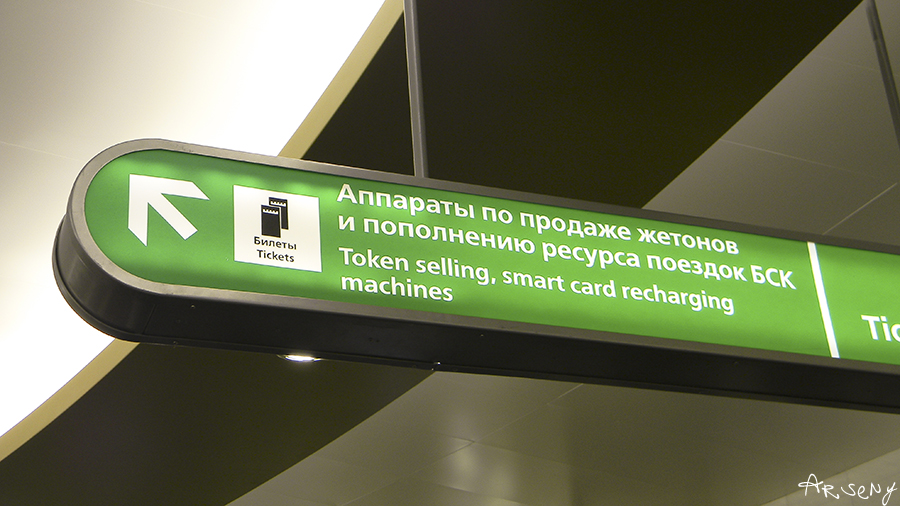 Билеты
Tickets
Аппараты по продаже жетонов
и пополнению ресурса поездок БСК
Token selling, smart card recharging
machines
ARSENY